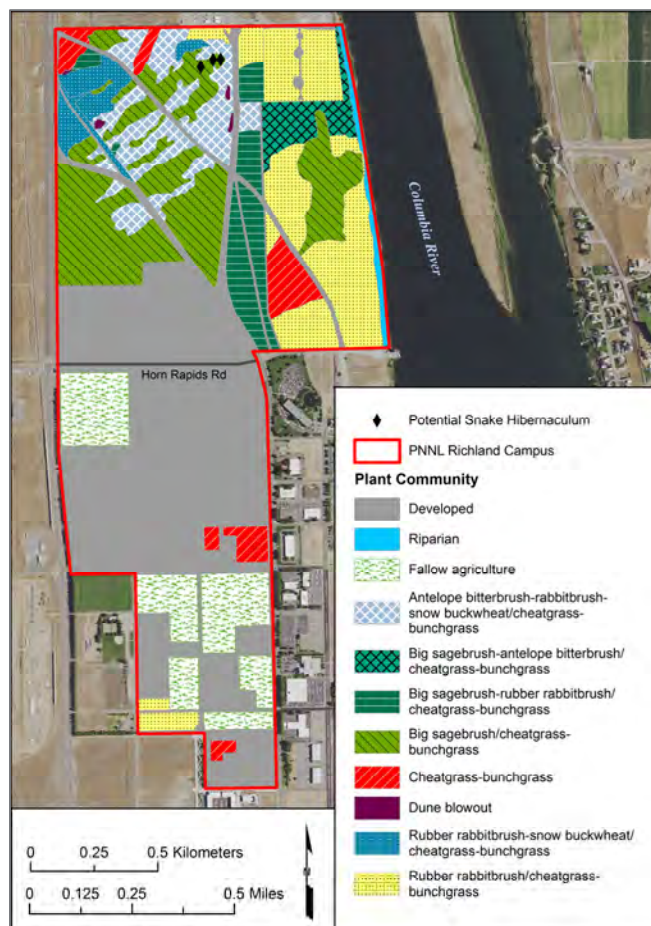 Columbia River
Horn Rapids Rd
Potential Snake Hibernaculum
PNNL Richland Campus
Plant Community
Developed
Riparian
Fallow agriculture
Antelope bitterbrush-rabbitbrush-
snow buckwheat/cheatgrass-
bunchgrass
Big sagebrush-antelope bitterbrush/
cheatgrass-bunchgrass
Big sagebrush-rubber rabbitbrush/
cheatgrass-bunchgrass
Big sagebrush/cheatgrass-
bunchgrass
Cheatgrass-bunchgrass
Dune blowout
Rubber rabbitbrush-snow buckwheat/
cheatgrass-bunchgrass
Rubber rabbitbrush/cheatgrass-
bunchgrass
0 0.25 0.5 Kilometers
0 0.125 0.25 0.5 Miles